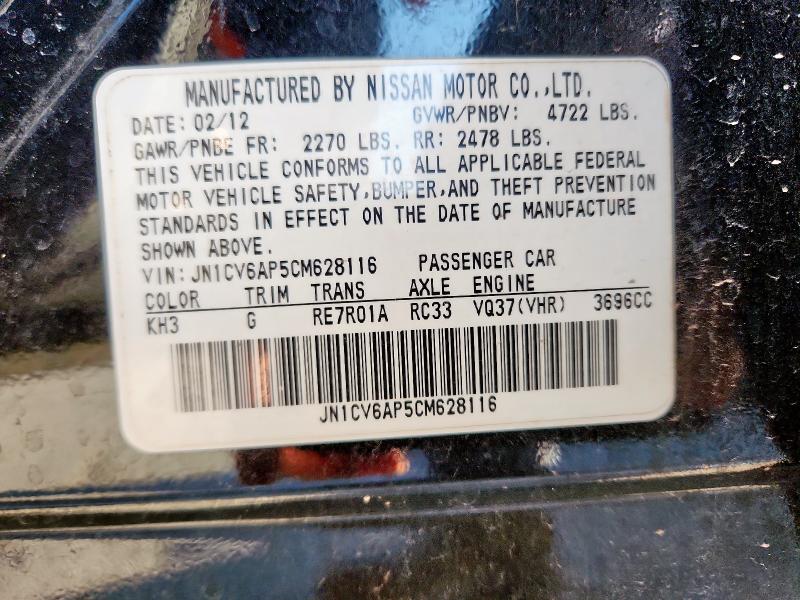 MANUFACTURED BY NISSAN MOTOR CO.,LTD.
DATE: 02/12 GVWR/PNBV: 4722 LBS.
GAWR/PNBE FR: 2270 LBS. RR: 2478 LBS.
THIS VEHICLE CONFORMS TO ALL APPLICABLE FEDERAL
MOTOR VEHICLE SAFETY,BUMPER,AND THEFT PREVENTION
STANDARDS IN EFFECT ON THE DATE OF MANUFACTURE
SHOWN ABOVE.
VIN: JN1CV6AP5CM628116 PASSENGER CAR
COLOR TRIM TRANS AXLE ENGINE
KH3 G RE7R01A RC33 VQ37(VHR) 3696CC
JN1CV6AP5CM628116